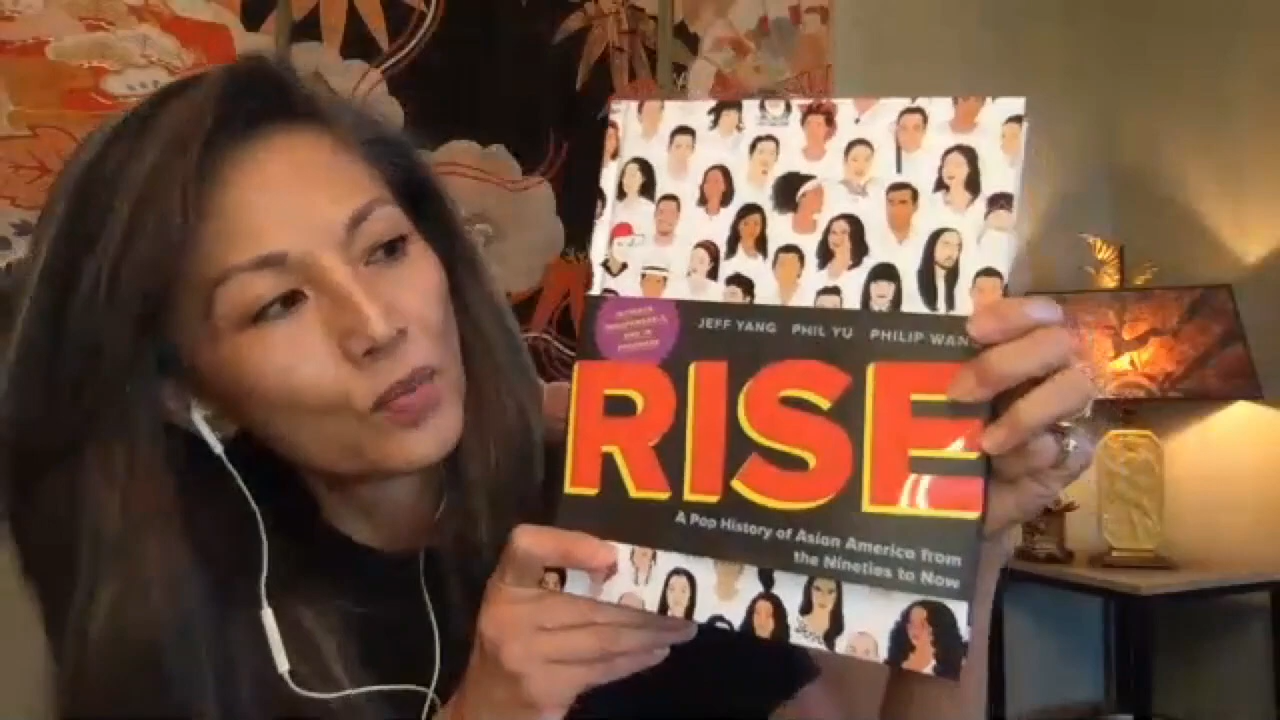 JEFF YANG PHIL YU PHILIP WAN
RISE
A Pop History of Asian America from
the Nineties to Now